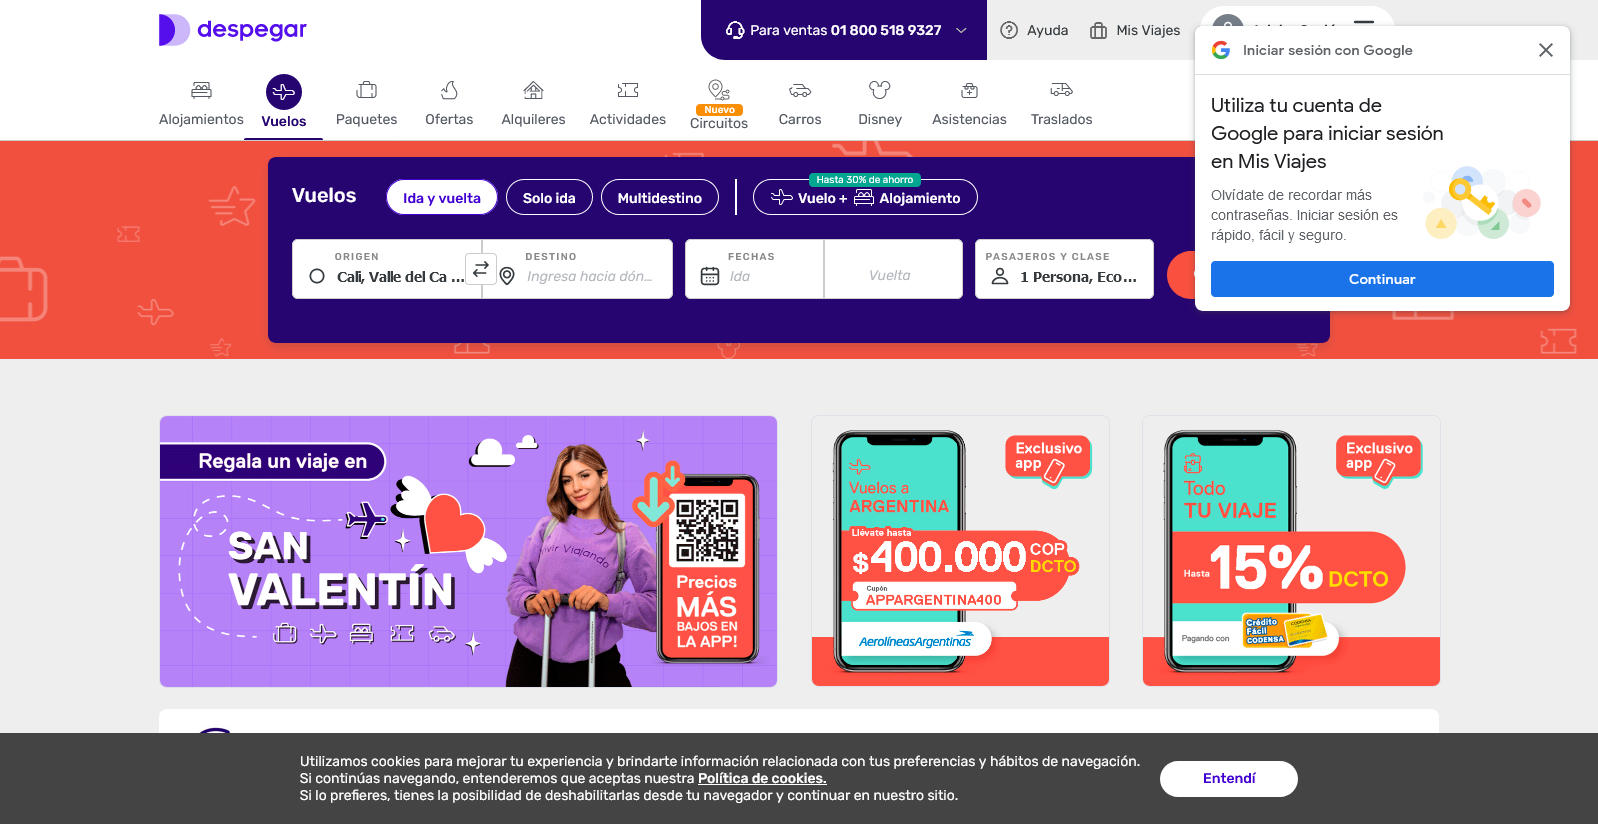 despegar
Para ventas 01 800 518 9327
Ayuda
Mis Viajes
Alojamientos
Vuelos
Paquetes
Ofertas
Alquileres
Actividades
Nuevo
Circuitos
Carros
Disney
Asistencias
Traslados
Iniciar sesión con Google
Utiliza tu cuenta de
Google para iniciar sesión
en Mis Viajes
Olvídate de recordar más
contraseñas. Iniciar sesión es
rápido, fácil y seguro.
Continuar
Vuelos
Ida y vuelta
Solo ida
Multidestino
Hasta 30% de ahorro
Vuelo + Alojamiento
ORIGEN
Cali, Valle del Ca ...
DESTINO
Ingresa hacia dón...
FECHAS
Ida
Vuelta
PASAJEROS Y CLASE
1 Persona, Eco...
Regala un viaje en
SAN
VALENTÍN
Vivir Viajando
Precios
MÁS
BAJOS EN
LA APP!
Exclusivo
app
Vuelos a
ARGENTINA
Llévate hasta
$400.000 COP
DCTO
Cupón
APPARGENTINA400
AerolíneasArgentinas
Exclusivo
app
Todo
TU VIAJE
Hasta 15% DCTO
Pagando con
Crédito
Fácil
CODENSA
Utilizamos cookies para mejorar tu experiencia y brindarte información relacionada con tus preferencias y hábitos de navegación.
Si continúas navegando, entenderemos que aceptas nuestra Política de cookies.
Si lo prefieres, tienes la posibilidad de deshabilitarlas desde tu navegador y continuar en nuestro sitio.
Entendí